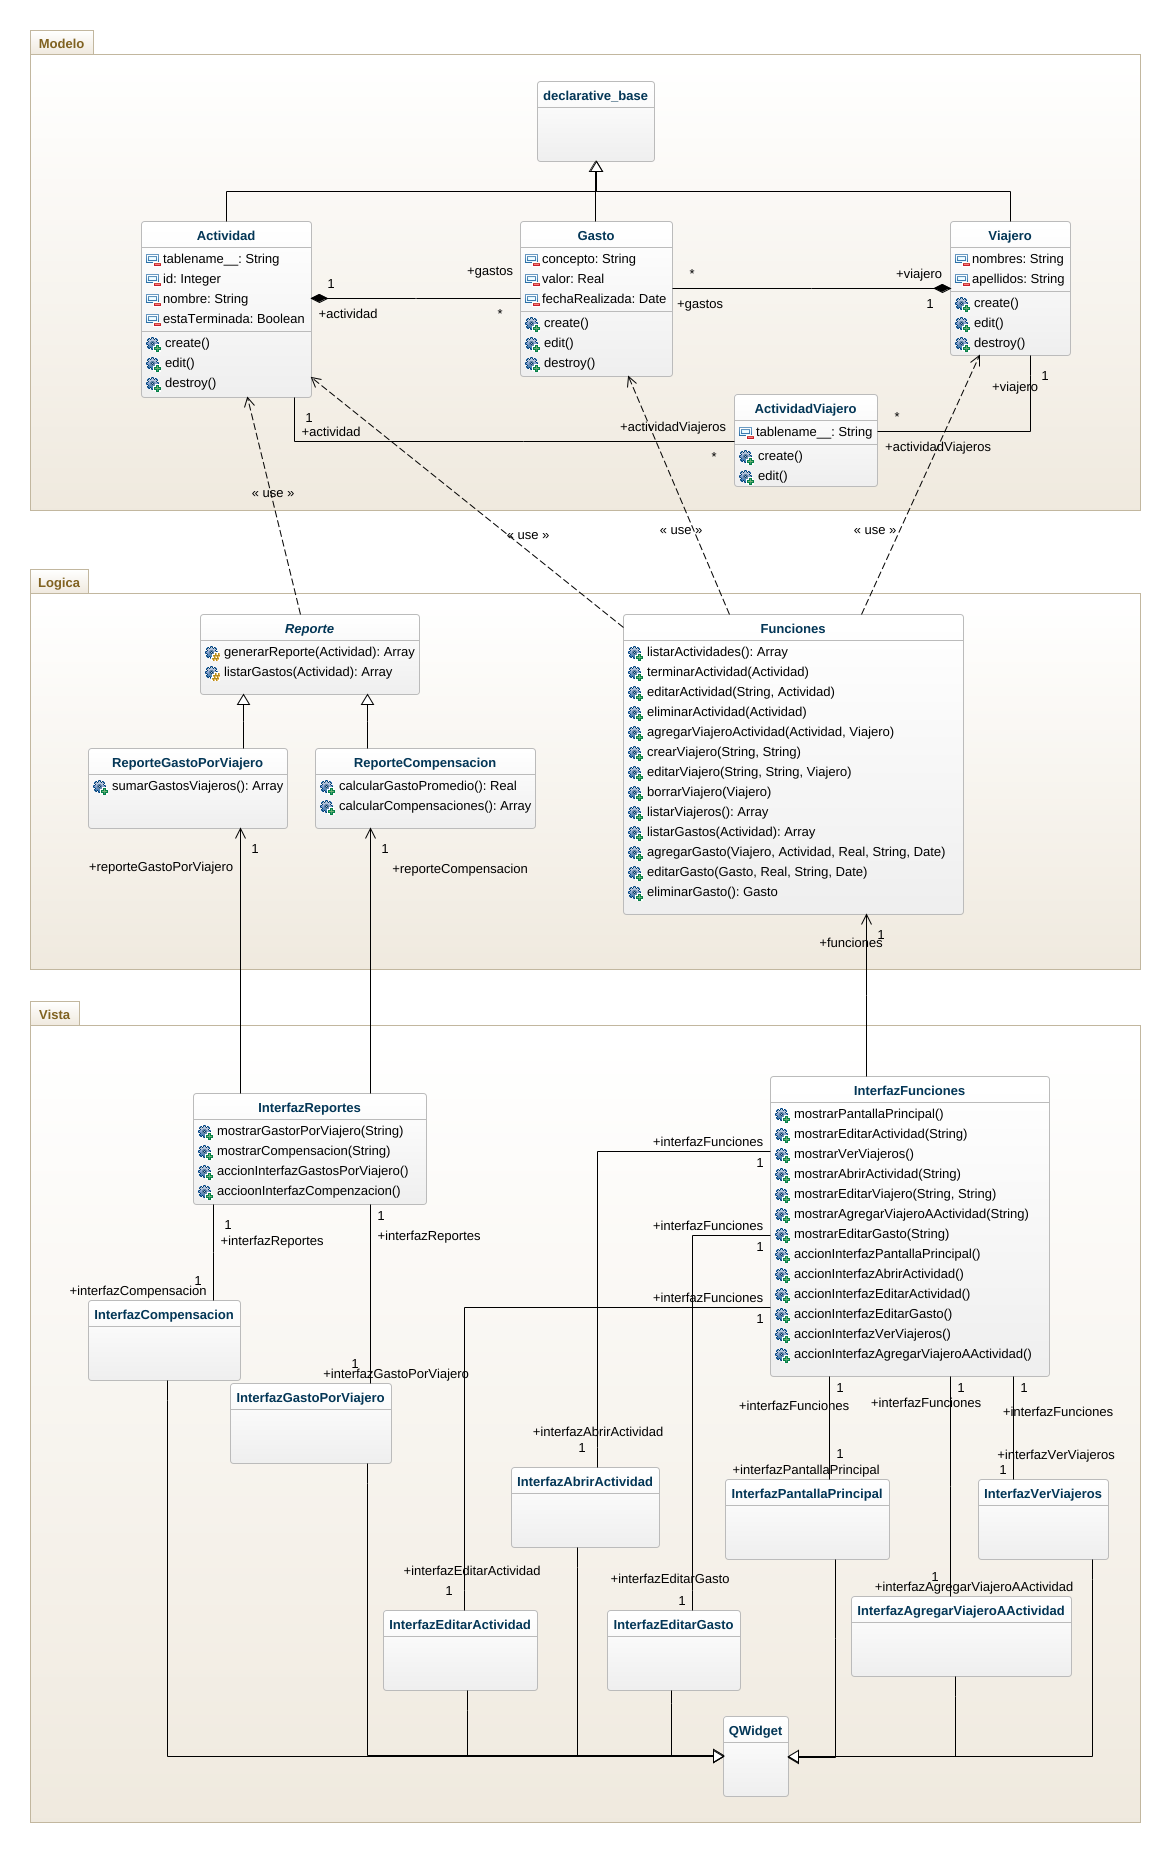 Modelo
declarative_base
Actividad
tablename__: String
id: Integer
nombre: String
estaTerminada: Boolean
create()
edit()
destroy()
Gasto
concepto: String
valor: Real
fechaRealizada: Date
create()
edit()
destroy()
Viajero
nombres: String
apellidos: String
create()
edit()
destroy()
1
+actividad
+gastos
*
*
+gastos
+viajero
1
1
+viajero
ActividadViajero
tablename__: String
create()
edit()
1
+actividad
+actividadViajeros
*
*
+actividadViajeros
« use »
« use »
« use »
« use »
Logica
Reporte
generarReporte(Actividad): Array
listarGastos(Actividad): Array
ReporteGastoPorViajero
sumarGastosViajeros(): Array
ReporteCompensacion
calcularGastoPromedio(): Real
calcularCompensaciones(): Array
1
+reporteGastoPorViajero
1
+reporteCompensacion
Funciones
listarActividades(): Array
terminarActividad(Actividad)
editarActividad(String, Actividad)
eliminarActividad(Actividad)
agregarViajeroActividad(Actividad, Viajero)
crearViajero(String, String)
editarViajero(String, String, Viajero)
borrarViajero(Viajero)
listarViajeros(): Array
listarGastos(Actividad): Array
agregarGasto(Viajero, Actividad, Real, String, Date)
editarGasto(Gasto, Real, String, Date)
eliminarGasto(): Gasto
1
+funciones
Vista
InterfazReportes
mostrarGastorPorViajero(String)
mostrarCompensacion(String)
accionInterfazGastosPorViajero()
accioonInterfazCompenzacion()
InterfazFunciones
mostrarPantallaPrincipal()
mostrarEditarActividad(String)
mostrarVerViajeros()
mostrarAbrirActividad(String)
mostrarEditarViajero(String, String)
mostrarAgregarViajeroAActividad(String)
mostrarEditarGasto(String)
accionInterfazPantallaPrincipal()
accionInterfazAbrirActividad()
accionInterfazEditarActividad()
accionInterfazEditarGasto()
accionInterfazVerViajeros()
accionInterfazAgregarViajeroAActividad()
+interfazFunciones
1
+interfazFunciones
1
+interfazFunciones
1
1
+interfazReportes
1
+interfazReportes
1
+interfazCompensacion
InterfazCompensacion
1
+interfazGastoPorViajero
InterfazGastoPorViajero
1
+interfazFunciones
1
+interfazFunciones
1
+interfazFunciones
+interfazAbrirActividad
1
InterfazAbrirActividad
1
+interfazPantallaPrincipal
InterfazPantallaPrincipal
+interfazVerViajeros
1
InterfazVerViajeros
+interfazEditarActividad
1
InterfazEditarActividad
+interfazEditarGasto
1
InterfazEditarGasto
1
+interfazAgregarViajeroAActividad
InterfazAgregarViajeroAActividad
QWidget